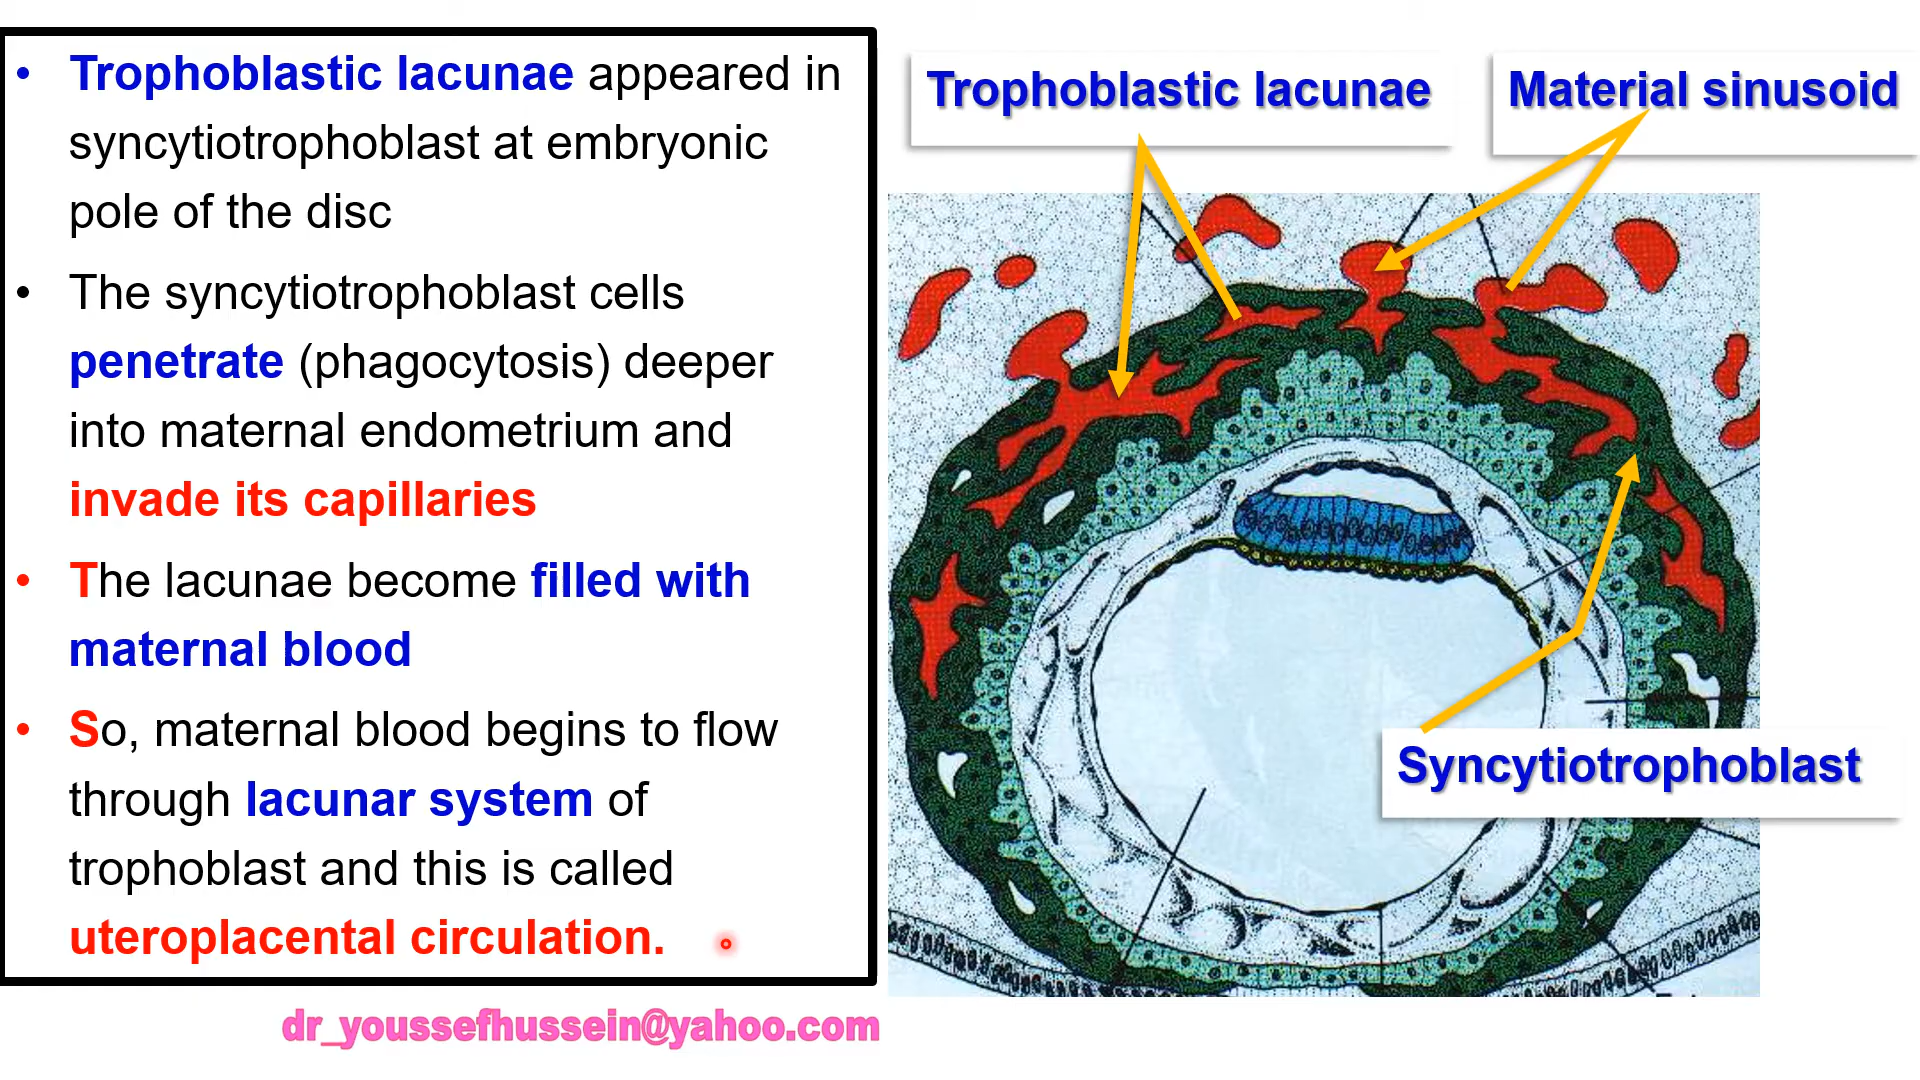 • Trophoblastic lacunae appeared in
syncytiotrophoblast at embryonic
pole of the disc
• The syncytiotrophoblast cells
penetrate (phagocytosis) deeper
into maternal endometrium and
invade its capillaries
• The lacunae become filled with
maternal blood
• So, maternal blood begins to flow
through lacunar system of
trophoblast and this is called
uteroplacental circulation.
Trophoblastic lacunae
Material sinusoid
Syncytiotrophoblast
dr_youssefhussein@yahoo.com